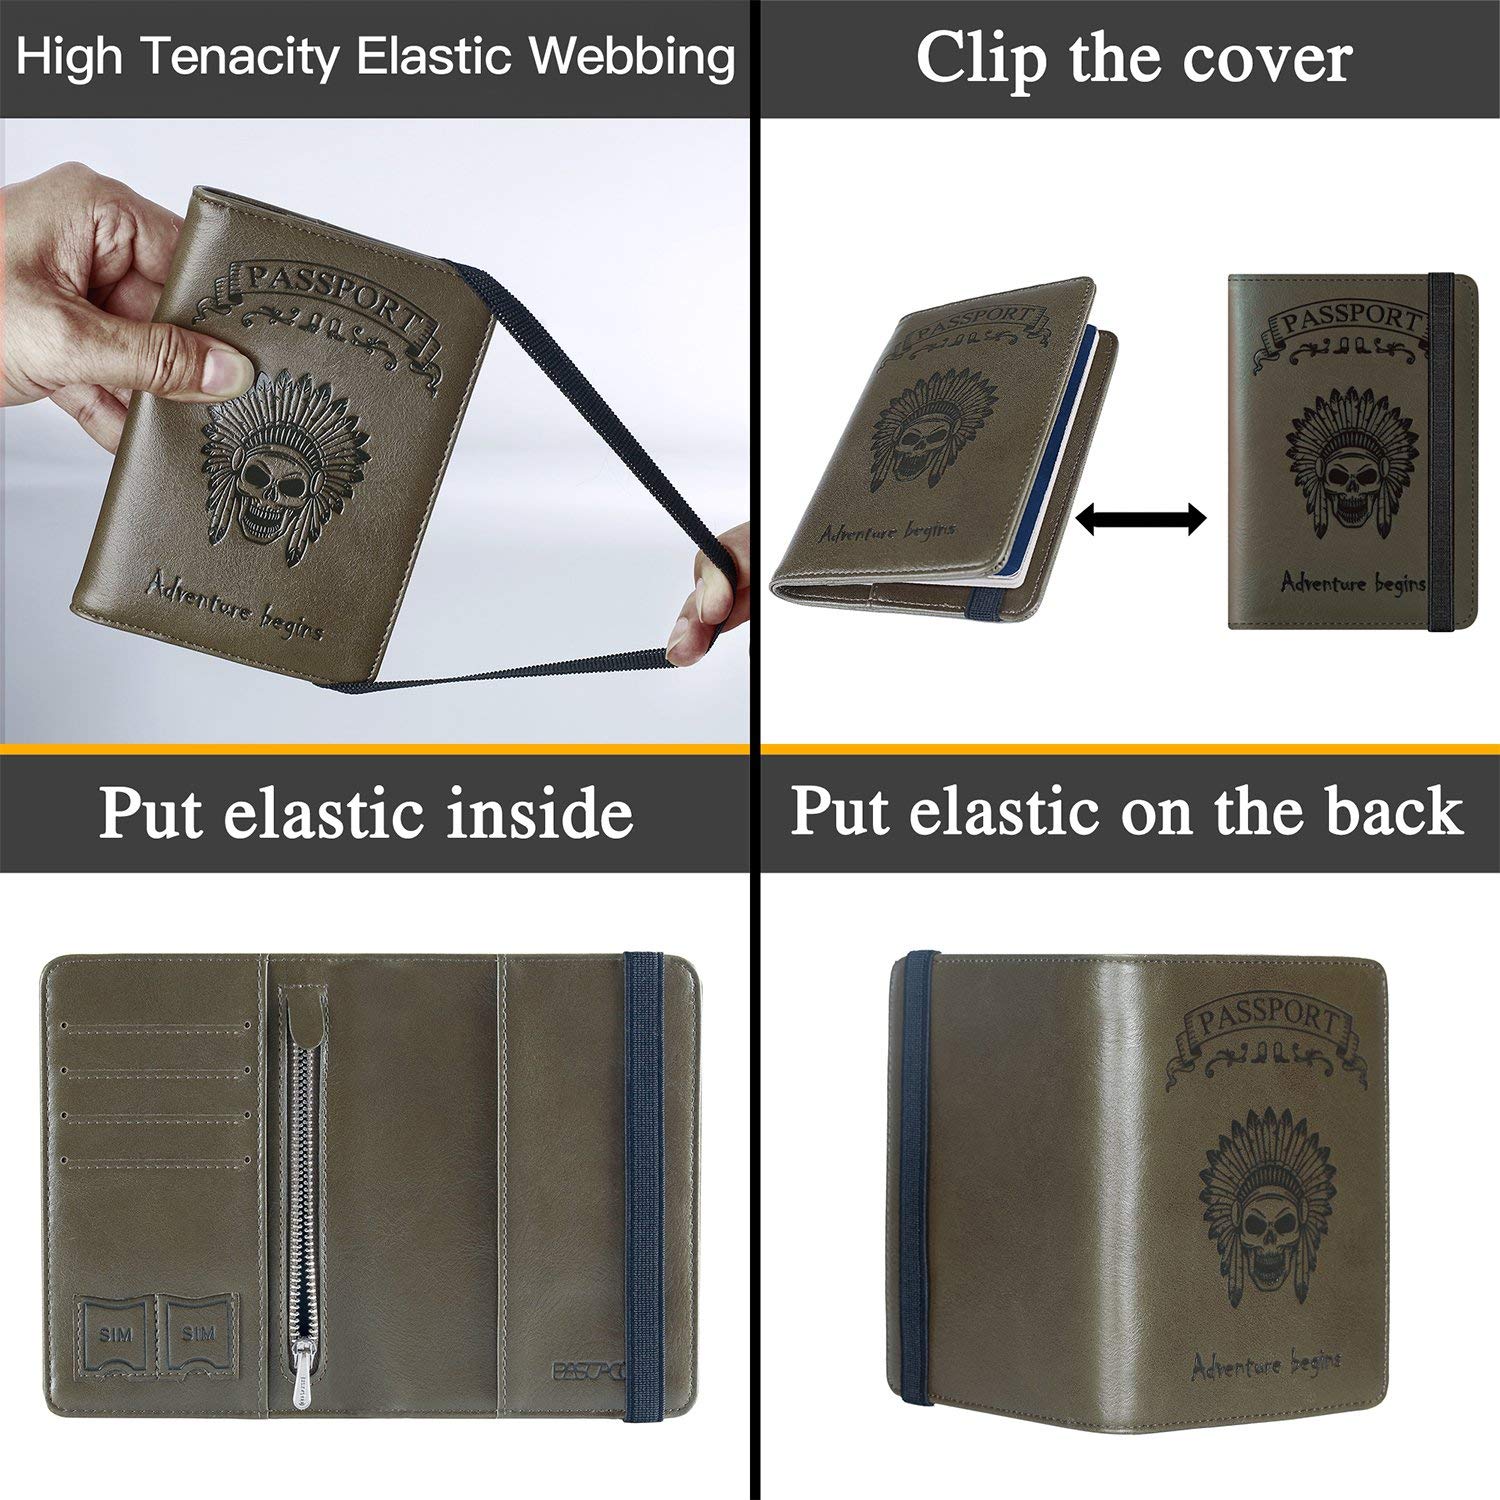 High Tenacity Elastic Webbing
PASSPORT
Adventure begins
Clip the cover
PASSPORT
Adventure begins
PASSPORT
Adventure begins
Put elastic inside
SIM
SIM
Put elastic on the back
PASSPORT
Adventure begins